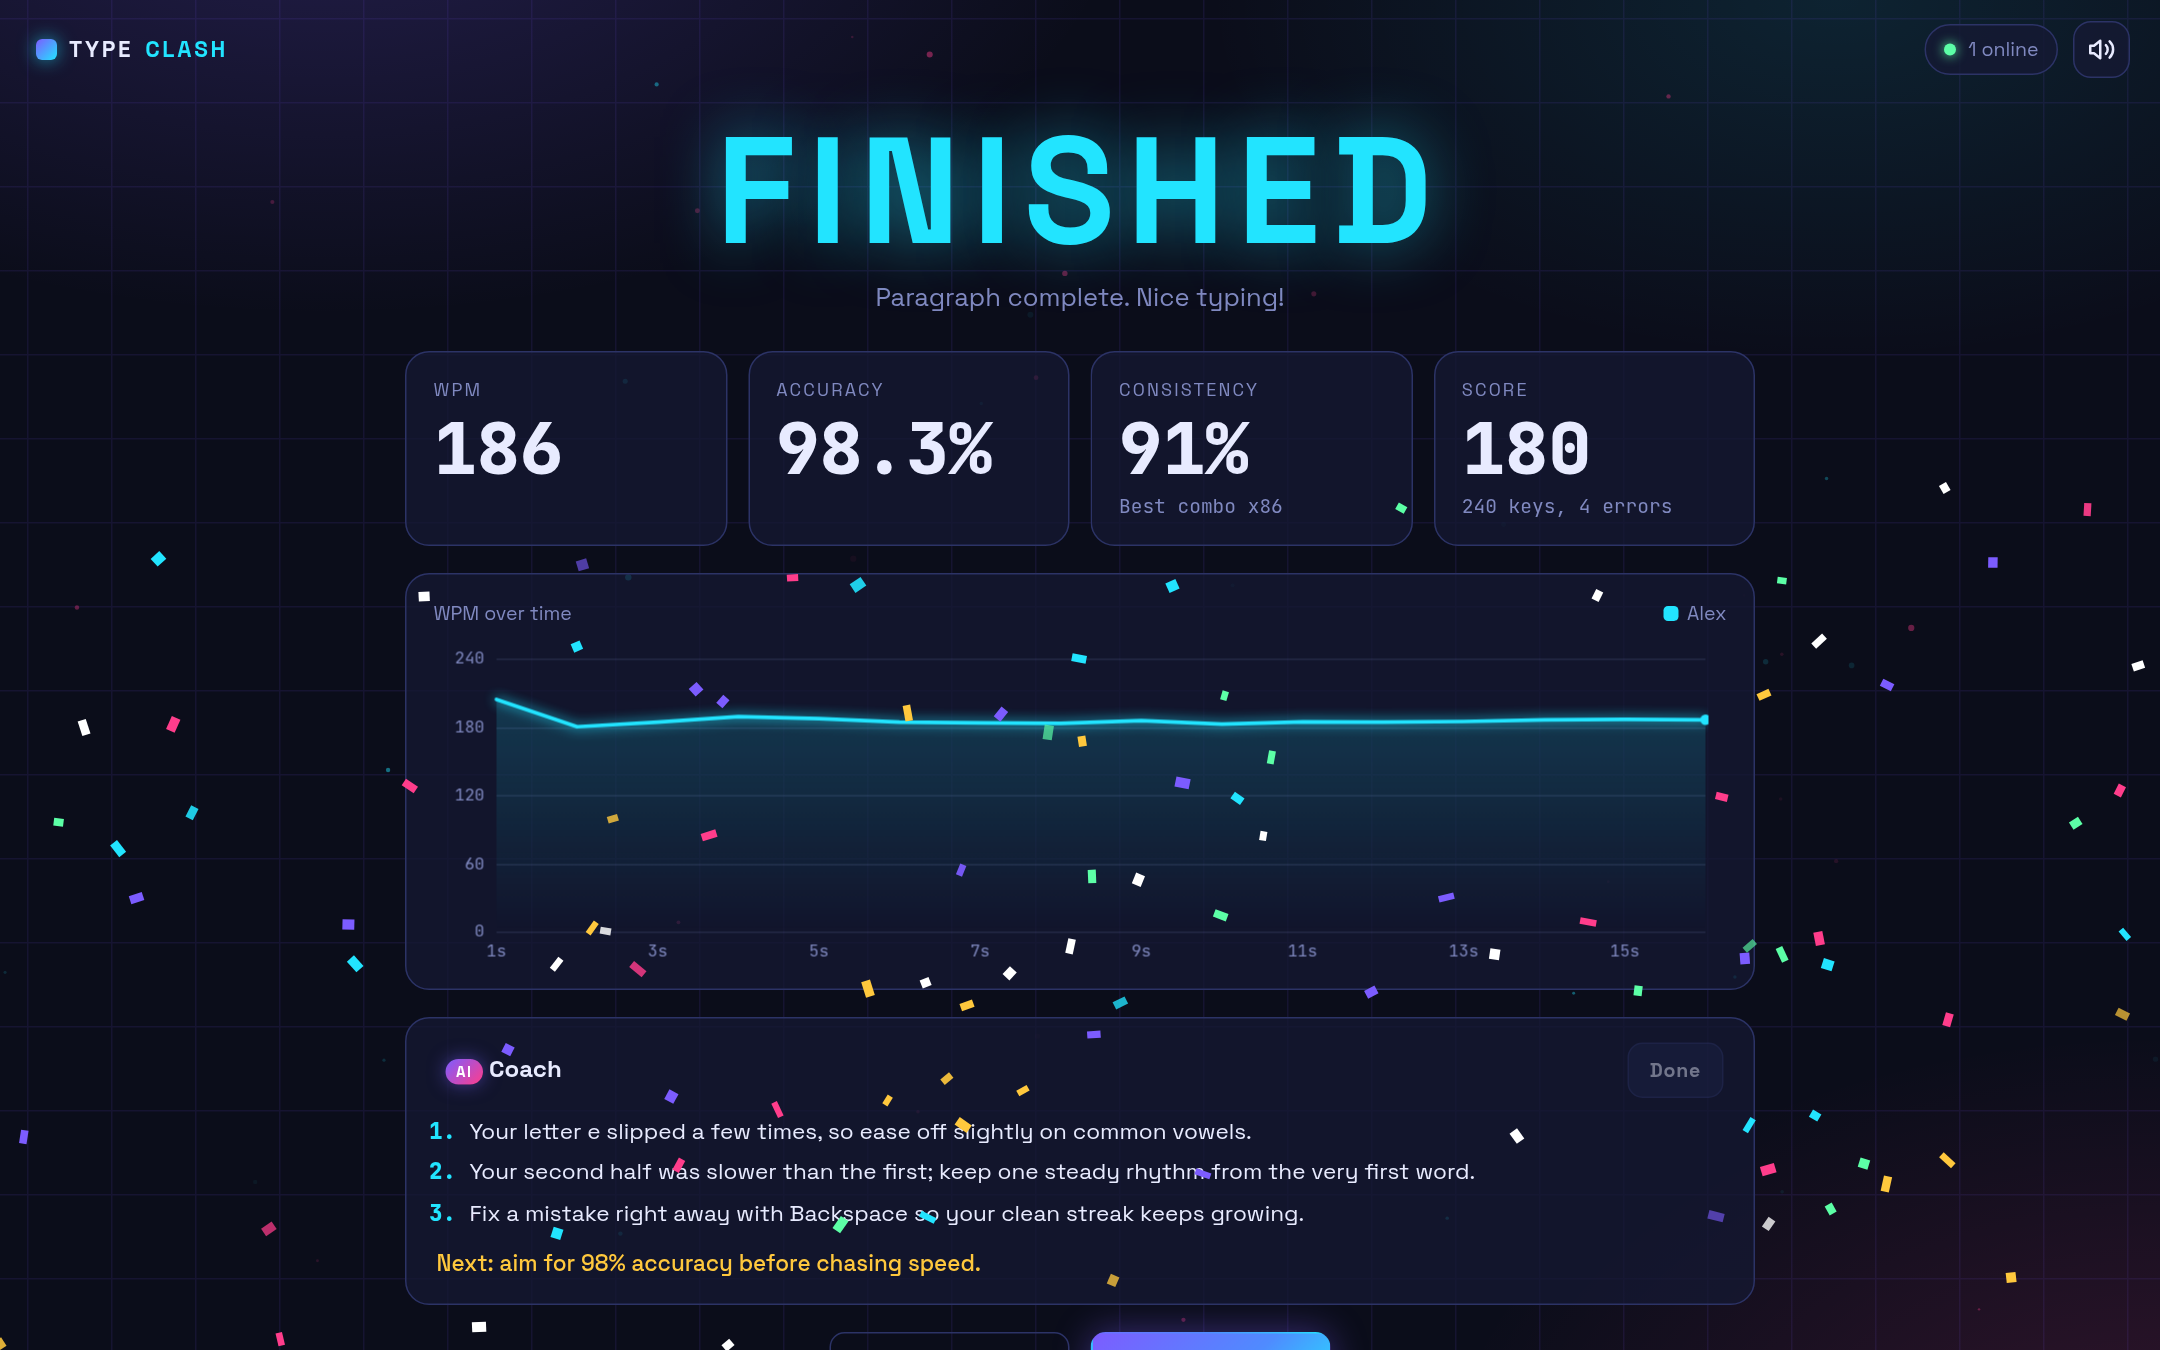 TYPE CLASH
1 online
FINISHED
Paragraph complete. Nice typing!
WPM
186
ACCURACY
98.3%
CONSISTENCY
91%
Best combo x86
SCORE
180
240 keys, 4 errors
WPM over time
Alex
240
180
120
60
0
1s 3s 5s 7s 9s 11s 13s 15s
AI Coach
Done
1. Your letter e slipped a few times, so ease off slightly on common vowels.
2. Your second half was slower than the first; keep one steady rhythm from the very first word.
3. Fix a mistake right away with Backspace so your clean streak keeps growing.
Next: aim for 98% accuracy before chasing speed.